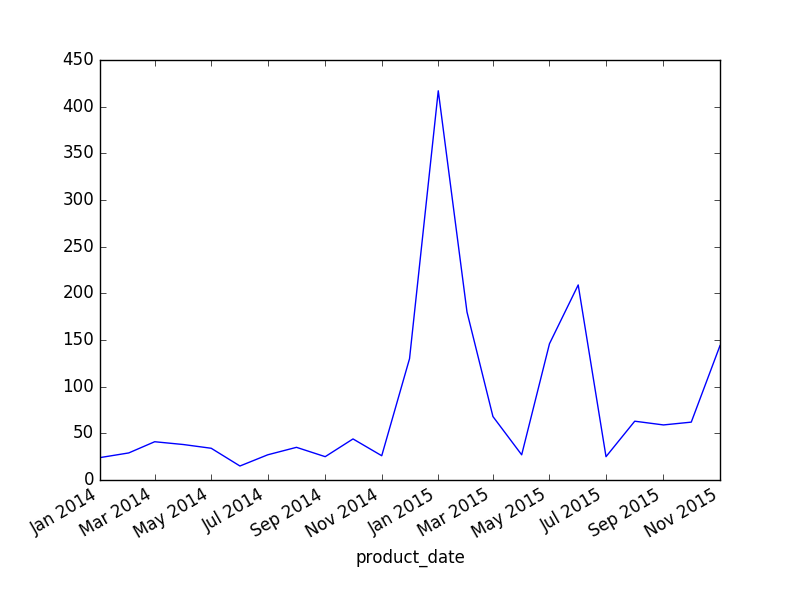 450
400
350
300
250
200
150
100
50
0
Jan 2014
Mar 2014
May 2014
Jul 2014
Sep 2014
Nov 2014
Jan 2015
Mar 2015
May 2015
Jul 2015
Sep 2015
Nov 2015
product_date